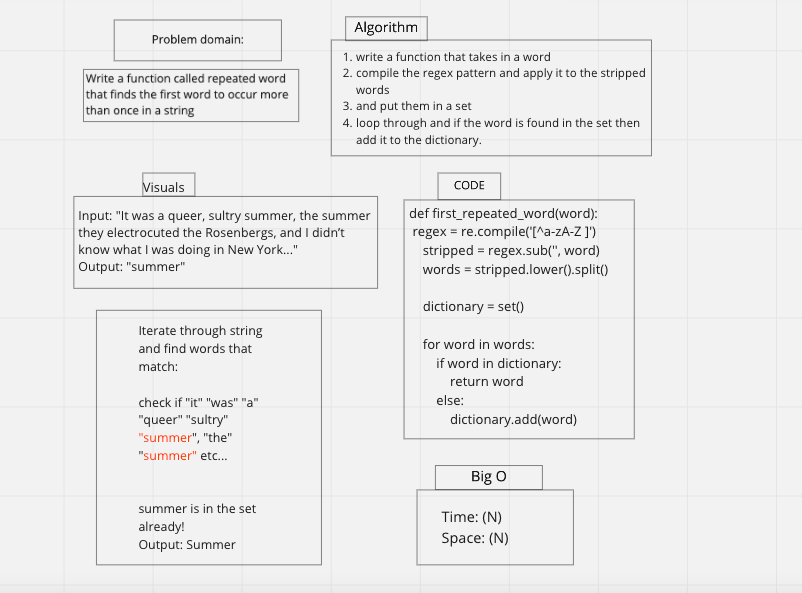 Problem domain:
Write a function called repeated word
that finds the first word to occur more
than once in a string
Algorithm
1. write a function that takes in a word
2. compile the regex pattern and apply it to the stripped
words
3. and put them in a set
4. loop through and if the word is found in the set then
add it to the dictionary.
Visuals
Input: "It was a queer, sultry summer, the summer
they electrocuted the Rosenbergs, and I didn’t
know what I was doing in New York..."
Output: "summer"
Iterate through string
and find words that
match:
check if "it" "was" "a"
"queer" "sultry"
"summer", "the"
"summer" etc...
summer is in the set
already!
Output: Summer
CODE
def first_repeated_word(word):
regex = re.compile('[^a-zA-Z ]')
stripped = regex.sub('', word)
words = stripped.lower().split()
dictionary = set()
for word in words:
if word in dictionary:
return word
else:
dictionary.add(word)
Big O
Time: (N)
Space: (N)